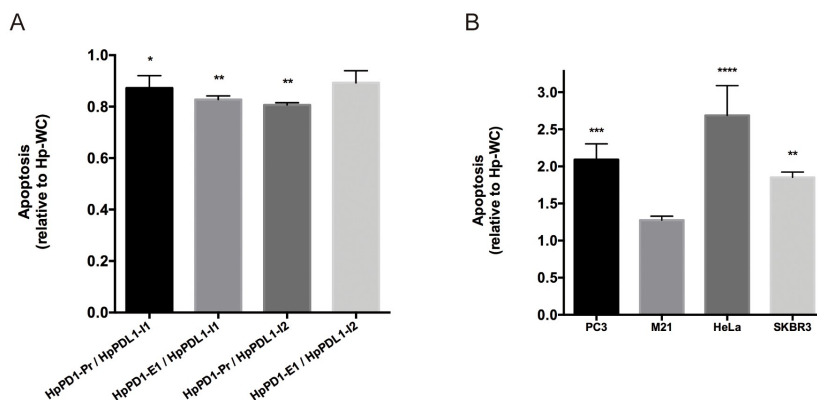 A
Apoptosis
(relative to Hp-WC)
1.0
0.8
0.6
0.4
0.2
0.0
*
**
**
HpPD1-Pr / HpPDL1-I1
HpPD1-E1 / HpPDL1-I1
HpPD1-Pr / HpPDL1-I2
HpPD1-E1 / HpPDL1-I2
B
Apoptosis
(relative to Hp-WC)
3.0
2.5
2.0
1.5
1.0
0.5
0.0
***
****
**
PC3
M21
HeLa
SKBR3